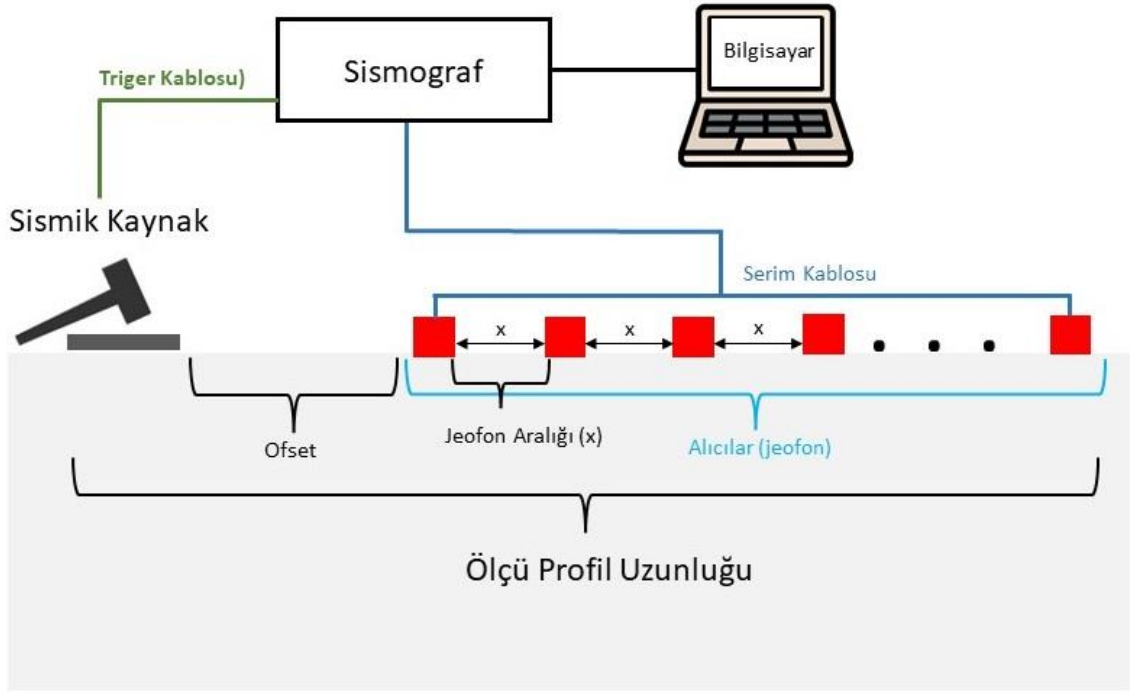 Bilgisayar
Sismograf
Triger Kablosu)
Sismik Kaynak
Serim Kablosu
x
x
x
Jeofon Aralığı (x)
Ofset
Alıcılar (jeofon)
Ölçü Profil Uzunluğu